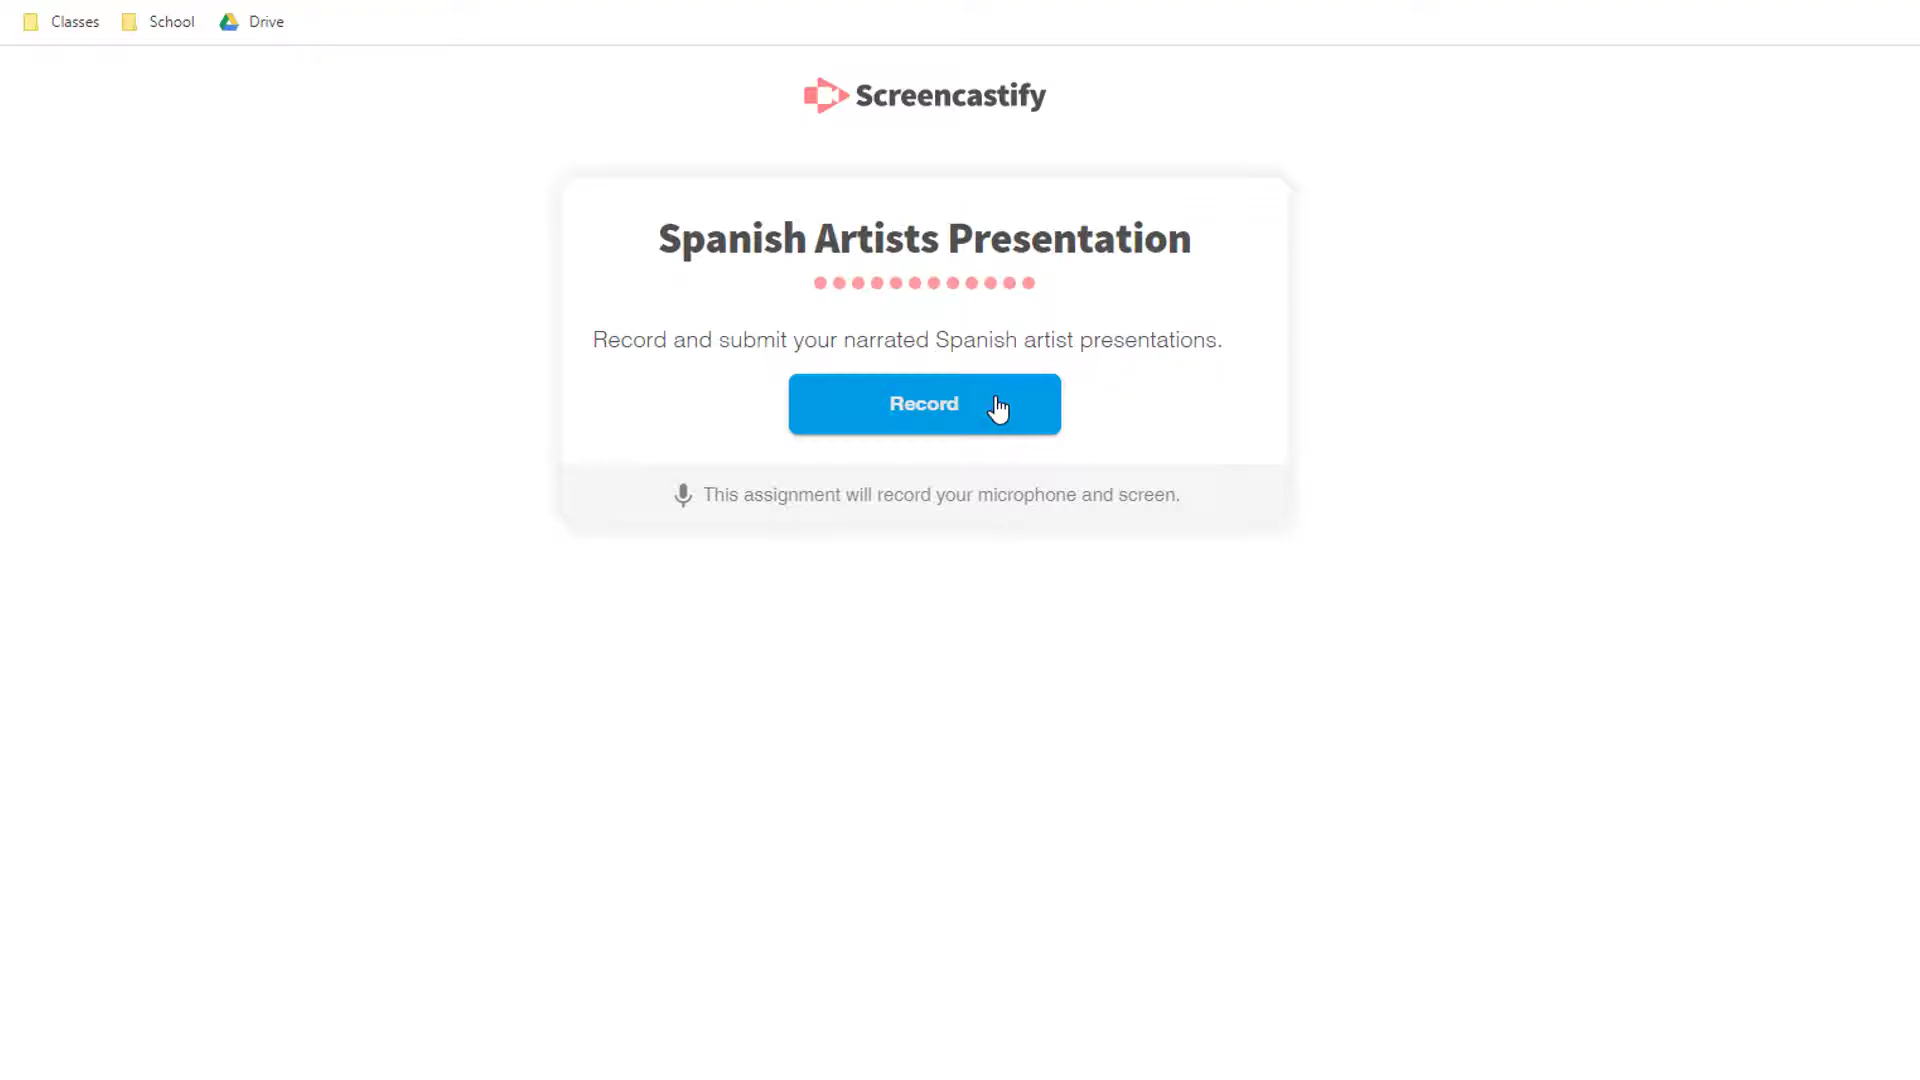 Classes School Drive
Screencastify
Spanish Artists Presentation
Record and submit your narrated Spanish artist presentations.
Record
This assignment will record your microphone and screen.